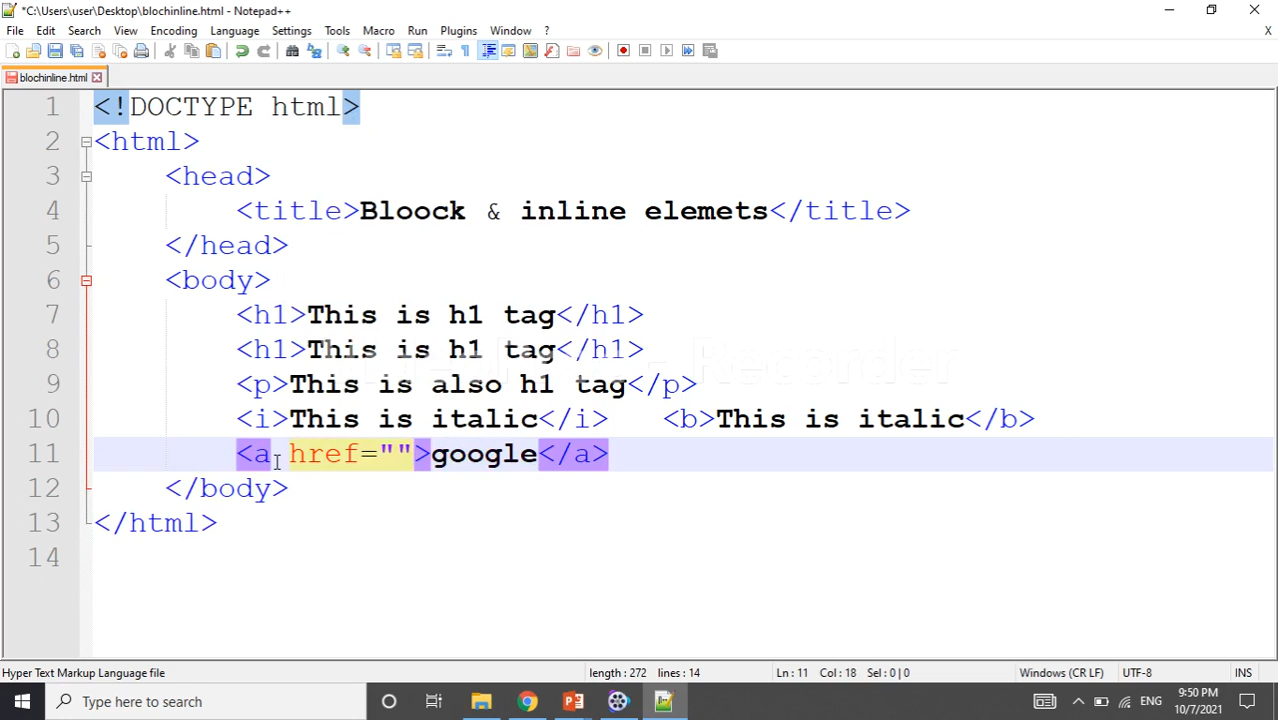 *C:\Users\user\Desktop\blochinline.html - Notepad++
File Edit Search View Encoding Language Settings Tools Macro Run Plugins Window ? X
blochinline.html
1 <!DOCTYPE html>
2 <html>
3 <head>
4 <title>Bloock & inline elemets</title>
5 </head>
6 <body>
7 <h1>This is h1 tag</h1>
8 <h1>This is h1 tag</h1>
9 <p>This is also h1 tag</p>
10 <i>This is italic</i> <b>This is italic</b>
11 <a href="">google</a>
12 </body>
13 </html>
14
Recorder
Hyper Text Markup Language file length : 272 lines : 14 Ln : 11 Col : 18 Sel : 0 | 0 Windows (CR LF) UTF-8 INS
Type here to search ENG 9:50 PM
10/7/2021